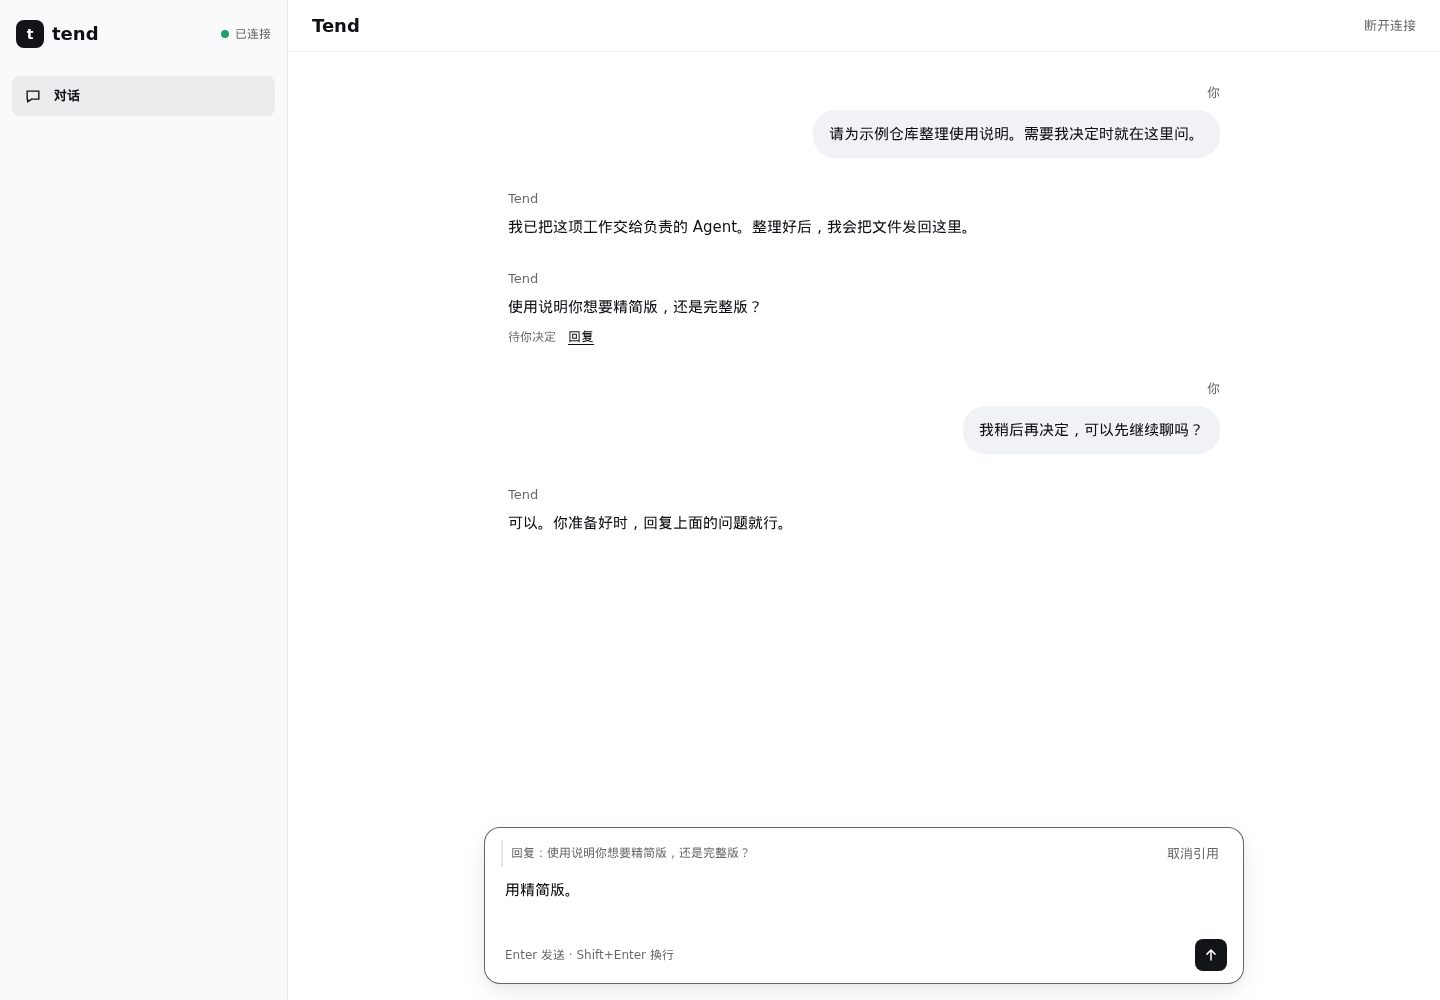 t tend
已连接
对话
Tend
断开连接
你
请为示例仓库整理使用说明。需要我决定时就在这里问。
Tend
我已把这项工作交给负责的 Agent。整理好后，我会把文件发回这里。
Tend
使用说明你想要精简版，还是完整版？
待你决定 回复
你
我稍后再决定，可以先继续聊吗？
Tend
可以。你准备好时，回复上面的问题就行。
回复：使用说明你想要精简版，还是完整版？
取消引用
用精简版。
Enter 发送 · Shift+Enter 换行